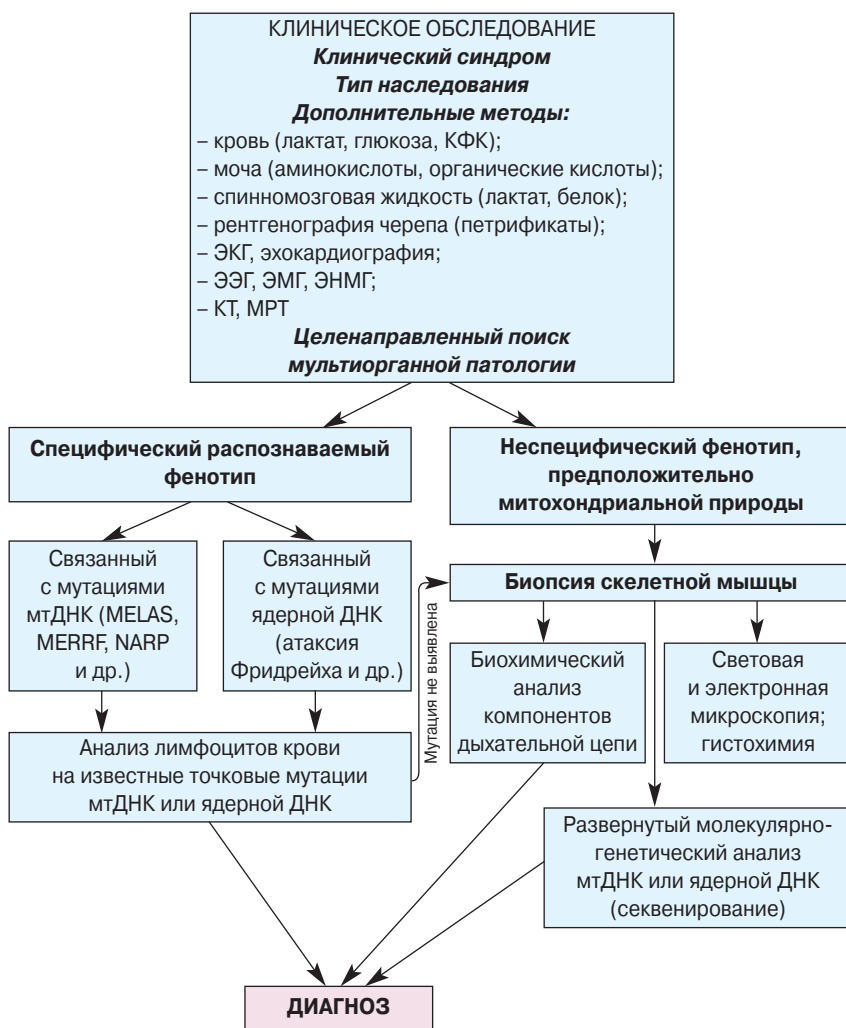 КЛИНИЧЕСКОЕ ОБСЛЕДОВАНИЕ
Клинический синдром
Тип наследования
Дополнительные методы:
– кровь (лактат, глюкоза, КФК);
– моча (аминокислоты, органические кислоты);
– спинномозговая жидкость (лактат, белок);
– рентгенография черепа (петрификаты);
– ЭКГ, эхокардиография;
– ЭЭГ, ЭМГ, ЭНМГ;
– КТ, МРТ
Целенаправленный поиск
мультиорганной патологии
Специфический распознаваемый
фенотип
Неспецифический фенотип,
предположительно
митохондриальной природы
Связанный
с мутациями
мтДНК (MELAS,
MERRF, NARP
и др.)
Связанный
с мутациями
ядерной ДНК
(атаксия
Фридрейха и др.)
Мутация не выявлена
Биопсия скелетной мышцы
Биохимический
анализ
компонентов
дыхательной цепи
Световая
и электронная
микроскопия;
гистохимия
Анализ лимфоцитов крови
на известные точковые мутации
мтДНК или ядерной ДНК
Развернутый молекулярно-
генетический анализ
мтДНК или ядерной ДНК
(секвенирование)
ДИАГНОЗ